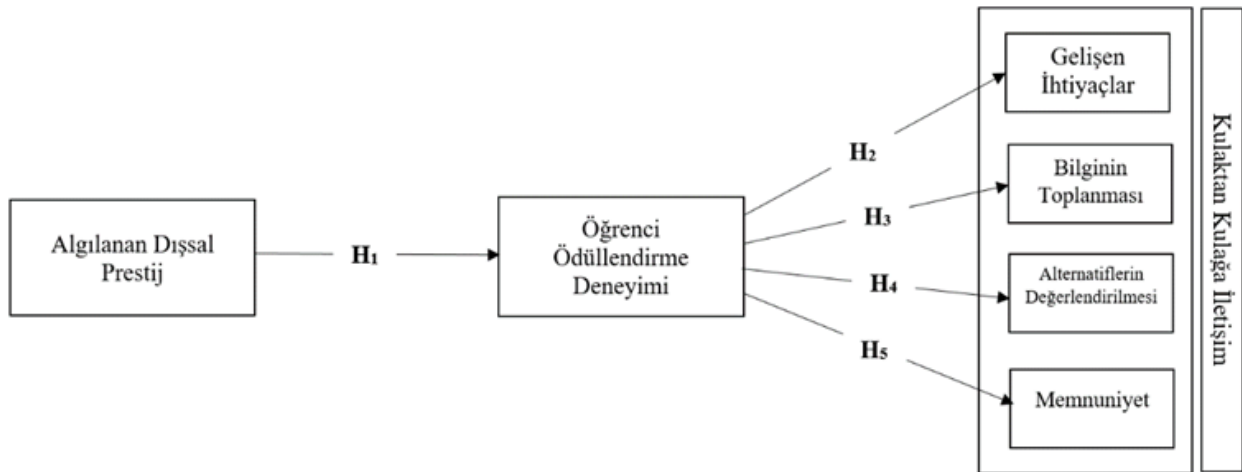 Algılanan Dışsal
Prestij
H1
Öğrenci
Ödüllendirme
Deneyimi
H2
H3
H4
H5
Gelişen
İhtiyaçlar
Bilginin
Toplanması
Alternatiflerin
Değerlendirilmesi
Memnuniyet
Kulaktan Kulağa İletişim